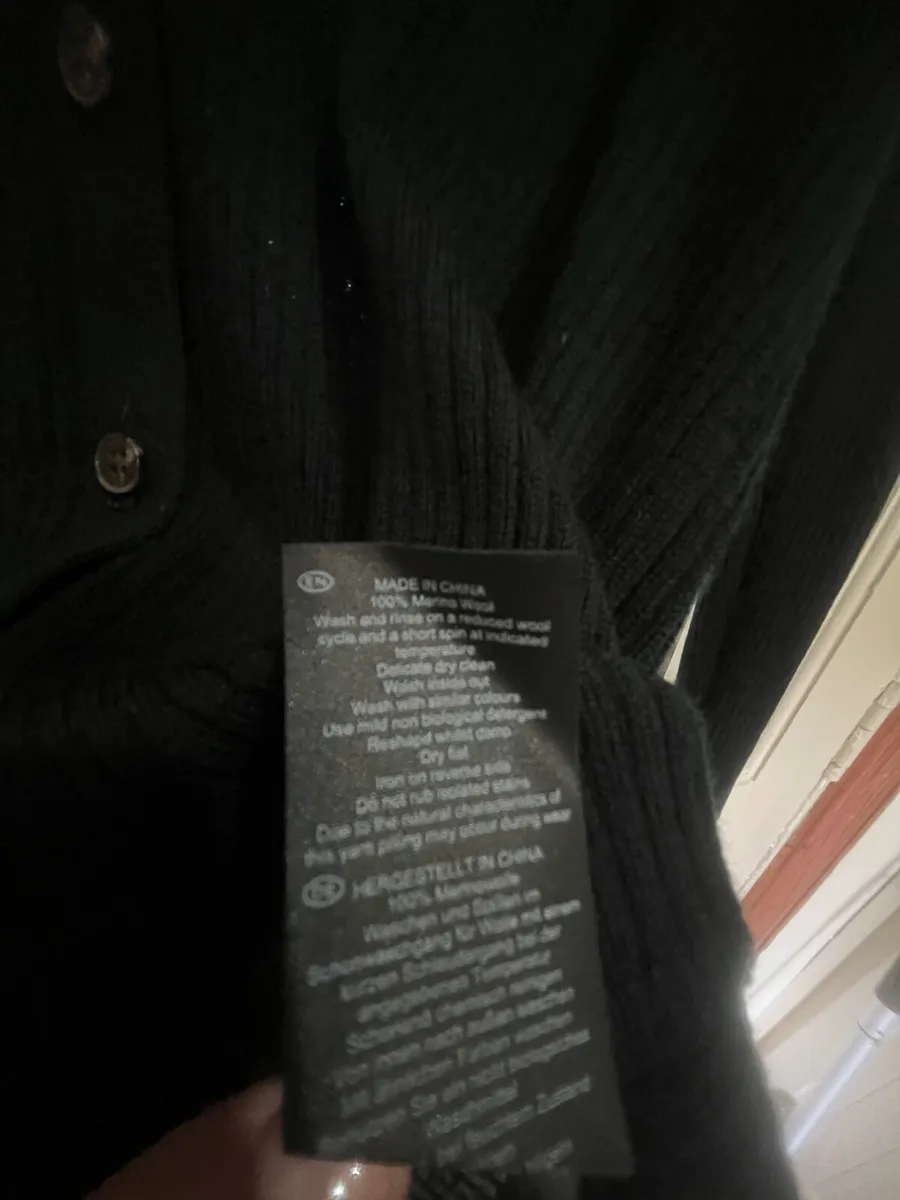 EN
MADE IN CHINA
100% Merino Wool
Wash and rinse on a reduced wool
cycle and a short spin at indicated
temperature
Delicate dry clean
Wash inside out
Wash with similar colours
Use mild non biological detergent
Reshape whilst damp
Dry flat
Iron on reverse side
Do not rub isolated stains
Due to the natural characteristics of
this yarn pilling may occur during wear
DE
HERGESTELLT IN CHINA
100% Merinowolle
Waschen und Spülen im
Schonwaschgang für Wolle mit einem
kurzen Schleudergang bei der
angegebenen Temperatur
Schonend chemisch reinigen
Von innen nach außen waschen
Mit ähnlichen Farben waschen
Sie ein nicht biologisches
Waschmittel
Zustand